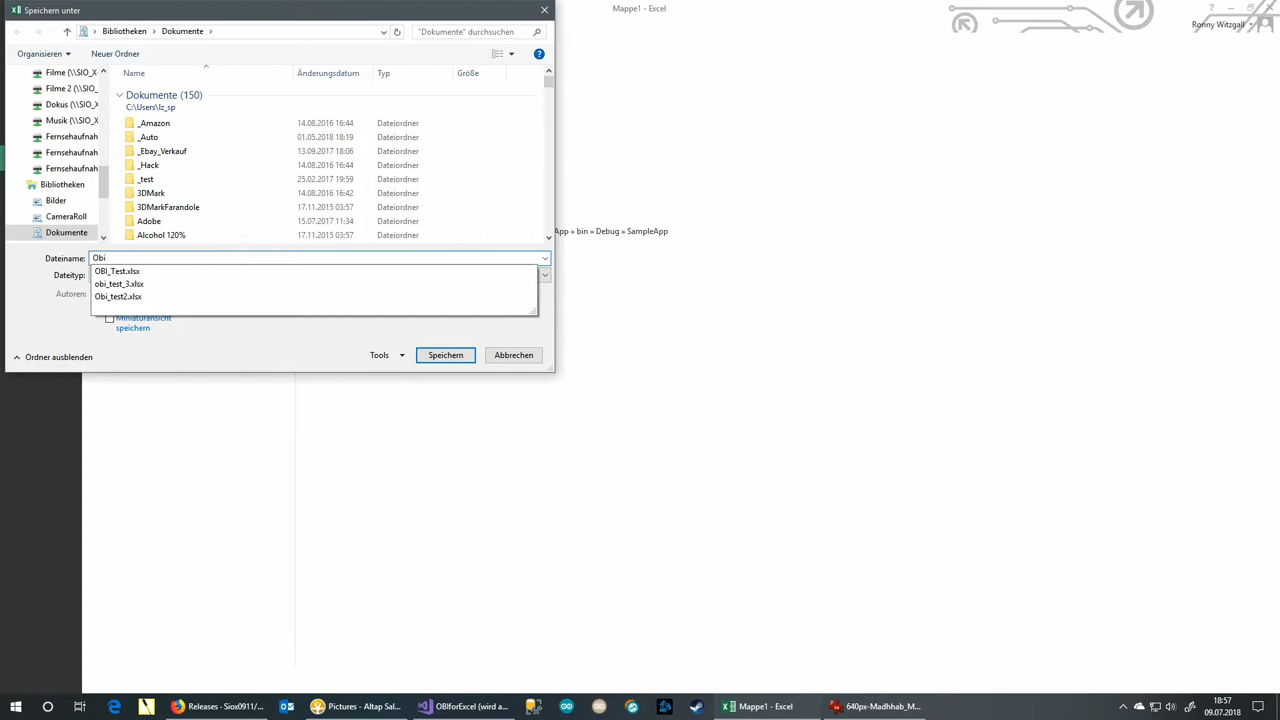 Speichern unter
Mappe1 - Excel
?
Ronny Witzgall
Bibliotheken
Dokumente
"Dokumente" durchsuchen
Organisieren
Neuer Ordner
?
Filme (\\SIO_X
Filme 2 (\\SIO_
Dokus (\\SIO_X
Musik (\\SIO_X
Fernsehaufnah
Fernsehaufnah
Fernsehaufnah
Bibliotheken
Bilder
CameraRoll
Dokumente
Name Änderungsdatum Typ Größe
Dokumente (150)
C:\Users\lz_sp
_Amazon 14.08.2016 16:44 Dateiordner
_Auto 01.05.2018 18:19 Dateiordner
_Ebay_Verkauf 13.09.2017 18:06 Dateiordner
_Hack 14.08.2016 16:44 Dateiordner
_test 25.02.2017 19:59 Dateiordner
3DMark 14.08.2016 16:42 Dateiordner
3DMarkFarandole 17.11.2015 03:57 Dateiordner
Adobe 15.07.2017 11:34 Dateiordner
Alcohol 120% 17.11.2015 03:57 Dateiordner
App » bin » Debug » SampleApp
Dateiname: Obi
OBI_Test.xlsx
Dateityp:
obi_test_3.xlsx
Autoren:
Obi_test2.xlsx
Miniaturansicht
speichern
Ordner ausblenden
Tools
Speichern
Abbrechen
Releases - Siox0911/
Pictures - Altap Sal...
OBIforExcel (wird a...
Mappe1 - Excel
640px-Madhhab_M...
18:57
09.07.2018